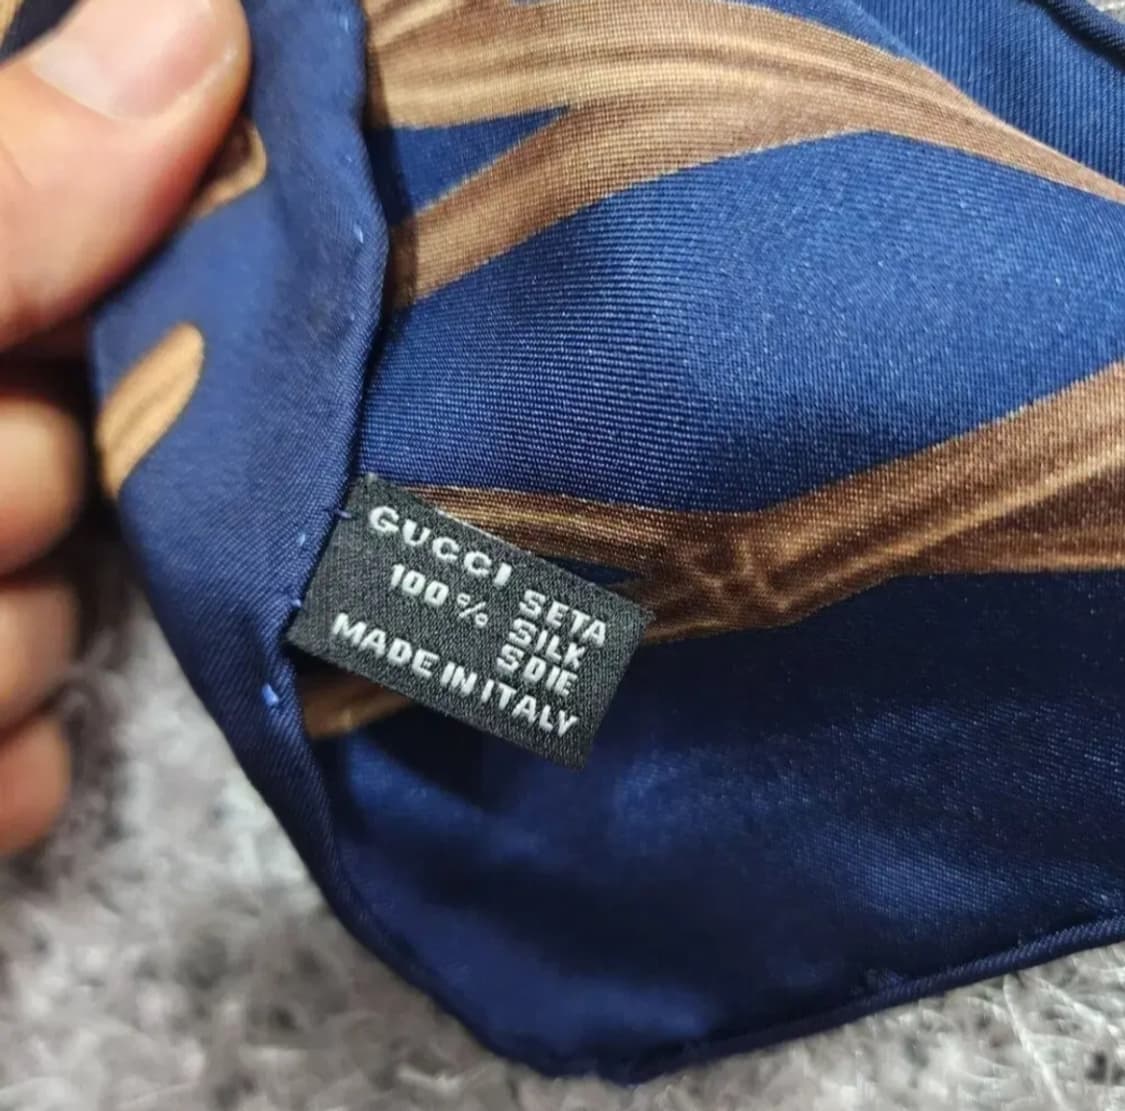 GUCCI
100% SETA
SILK
SOIE
MADE IN ITALY